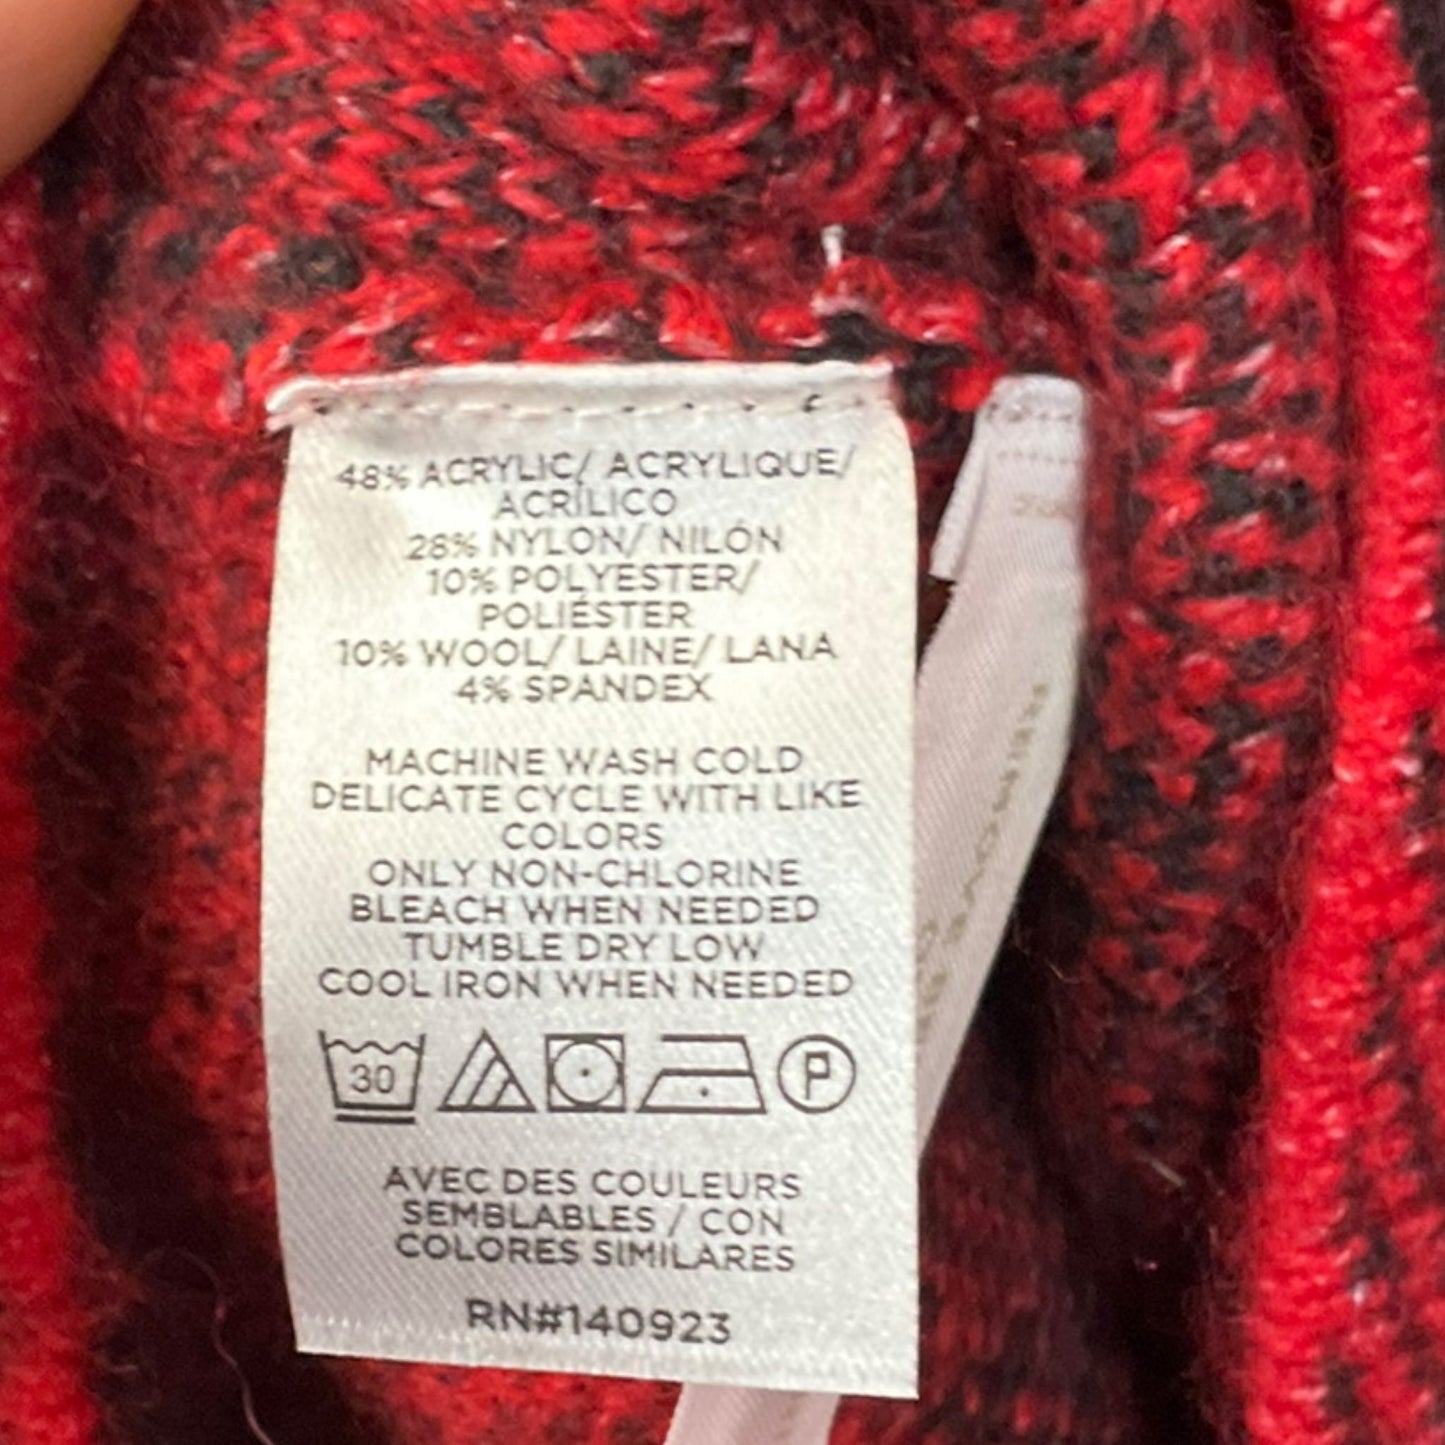 48% ACRYLIC/ ACRYLIQUE/
ACRÍLICO
28% NYLON/ NILÓN
10% POLYESTER/
POLIÉSTER
10% WOOL/ LAINE/ LANA
4% SPANDEX
MACHINE WASH COLD
DELICATE CYCLE WITH LIKE
COLORS
ONLY NON-CHLORINE
BLEACH WHEN NEEDED
TUMBLE DRY LOW
COOL IRON WHEN NEEDED
30
P
AVEC DES COULEURS
SEMBLABLES / CON
COLORES SIMILARES
RN#140923